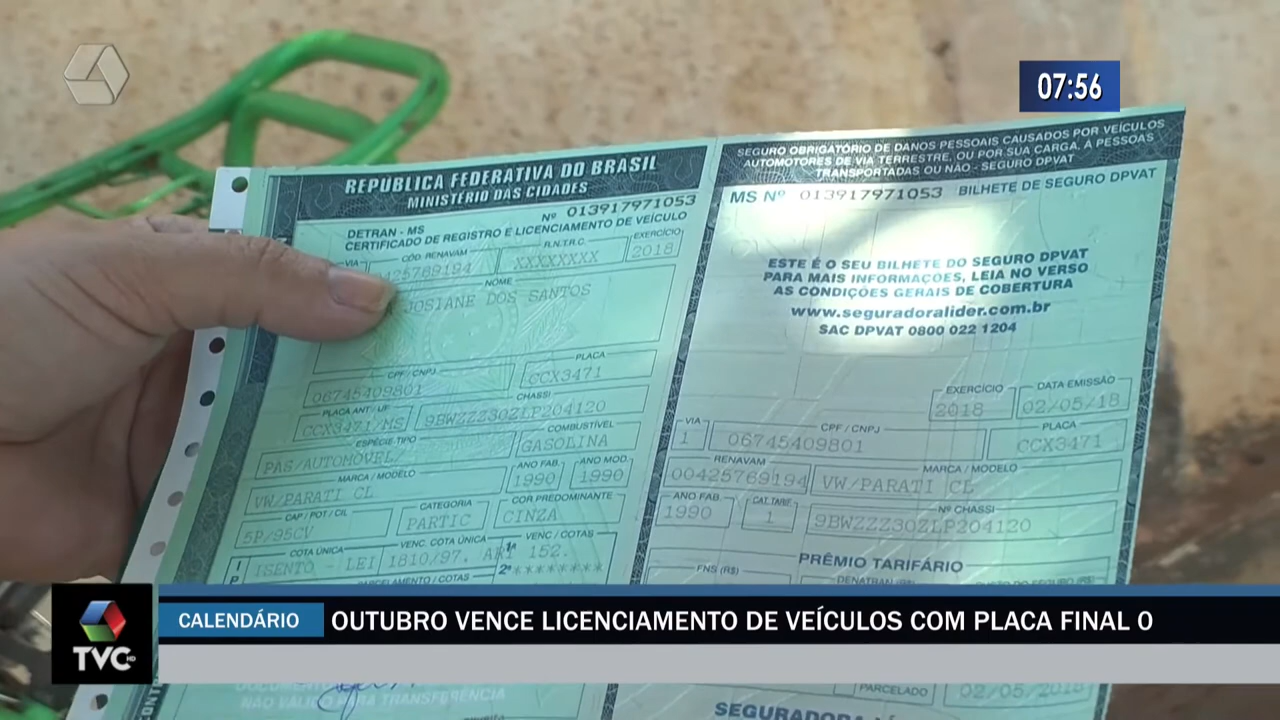 07:56
REPÚBLICA FEDERATIVA DO BRASIL
MINISTÉRIO DAS CIDADES
Nº 013917971053
DETRAN - MS
CERTIFICADO DE REGISTRO E LICENCIAMENTO DE VEÍCULO
VIA CÓD. RENAVAM R.N.T.R.C. EXERCÍCIO
0425769194 XXXXXXXX 2018
NOME
JOSIANE DOS SANTOS
CPF / CNPJ PLACA
06745409801 CCX3471
PLACA ANT / UF CHASSI
CCX3471/MS 9BWZZZ30ZLP204120
ESPÉCIE TIPO COMBUSTÍVEL
PAS/AUTOMOVEL/ GASOLINA
MARCA / MODELO ANO FAB. ANO MOD.
VW/PARATI CL 1990 1990
CAP / POT / CIL CATEGORIA COR PREDOMINANTE
5P/95CV PARTIC CINZA
COTA ÚNICA VENC. COTA ÚNICA VENC / COTAS
ISENTO - LEI 1810/97. ART 152.
PARCELAMENTO / COTAS 2ª ********
NÃO VÁLIDO PARA TRANSFERÊNCIA
SEGURO OBRIGATÓRIO DE DANOS PESSOAIS CAUSADOS POR VEÍCULOS
AUTOMOTORES DE VIA TERRESTRE, OU POR SUA CARGA, À PESSOAS
TRANSPORTADAS OU NÃO - SEGURO DPVAT
MS Nº 013917971053 BILHETE DE SEGURO DPVAT
ESTE É O SEU BILHETE DO SEGURO DPVAT
PARA MAIS INFORMAÇÕES, LEIA NO VERSO
AS CONDIÇÕES GERAIS DE COBERTURA
www.seguradoralider.com.br
SAC DPVAT 0800 022 1204
EXERCÍCIO DATA EMISSÃO
2018 02/05/18
VIA CPF / CNPJ PLACA
1 06745409801 CCX3471
RENAVAM MARCA / MODELO
00425769194 VW/PARATI CL
ANO FAB CAT. TARIF Nº CHASSI
1990 1 9BWZZZ30ZLP204120
PRÊMIO TARIFÁRIO
FNS (R$) DENATRAN (R$) CUSTO DO SEGURO (R$)
PARCELADO 02/05/2018
SEGURADORA
CALENDÁRIO OUTUBRO VENCE LICENCIAMENTO DE VEÍCULOS COM PLACA FINAL 0
TVC HD